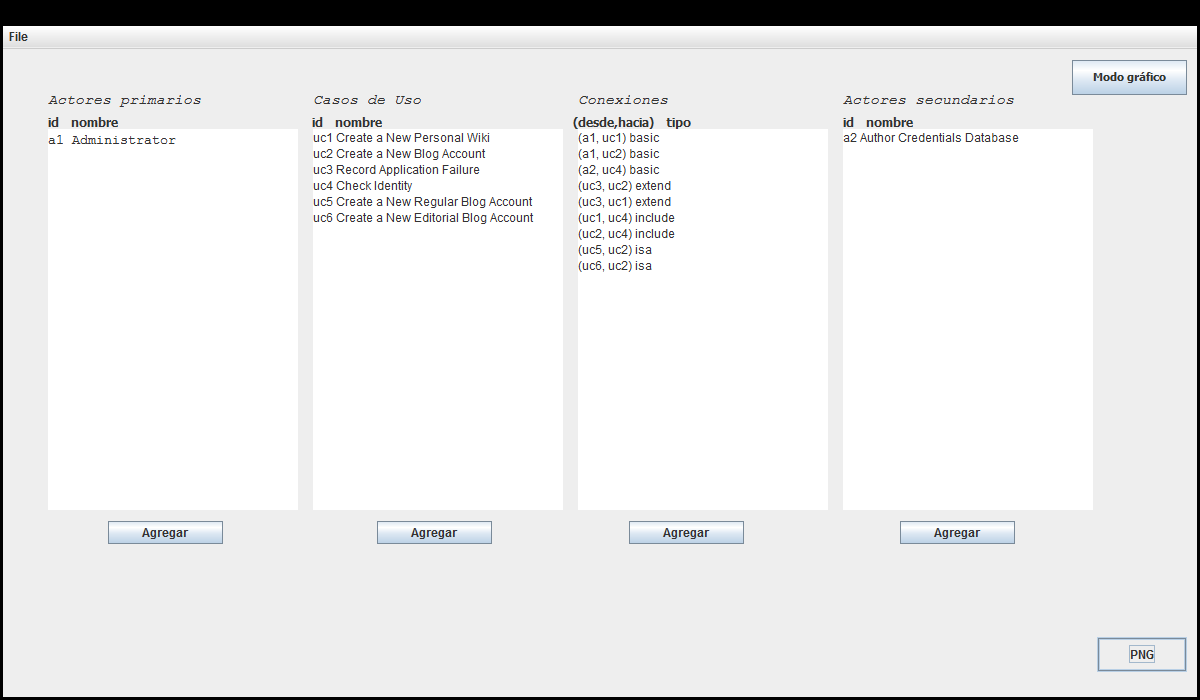 File
Modo gráfico
Actores primarios
id nombre
a1 Administrator
Agregar
Casos de Uso
id nombre
uc1 Create a New Personal Wiki
uc2 Create a New Blog Account
uc3 Record Application Failure
uc4 Check Identity
uc5 Create a New Regular Blog Account
uc6 Create a New Editorial Blog Account
Agregar
Conexiones
(desde,hacia) tipo
(a1, uc1) basic
(a1, uc2) basic
(a2, uc4) basic
(uc3, uc2) extend
(uc3, uc1) extend
(uc1, uc4) include
(uc2, uc4) include
(uc5, uc2) isa
(uc6, uc2) isa
Agregar
Actores secundarios
id nombre
a2 Author Credentials Database
Agregar
PNG